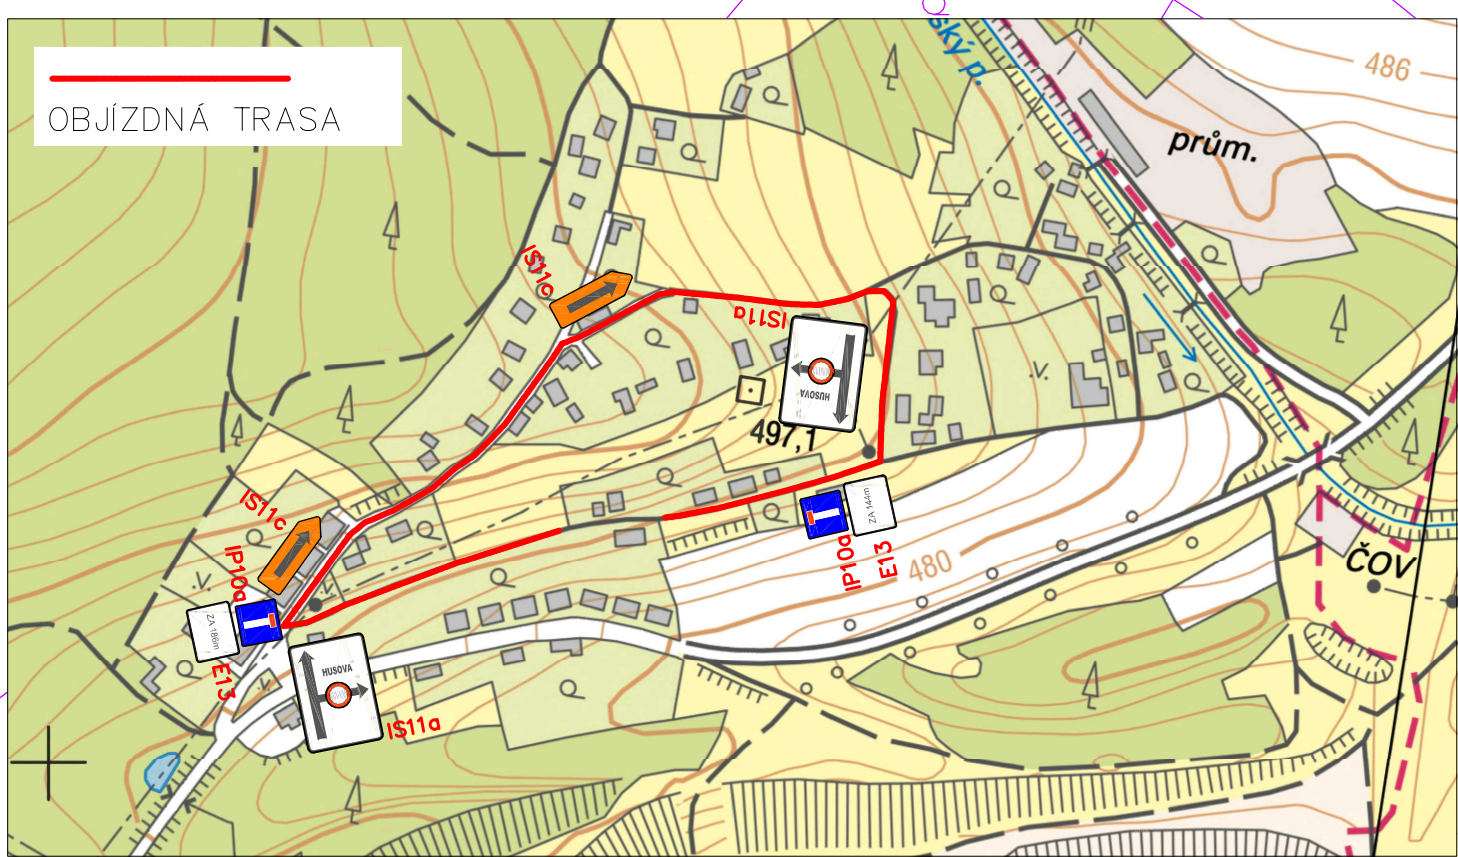 OBJÍZDNÁ TRASA
ský p.
486
prům.
IS11c
IS11a
HUSOVA
497,1
IS11c
IP10a
ZA 186m
E13
HUSOVA
IS11a
ZA 144m
IP10a
E13
480
ČOV
.v.
.v.
.v.